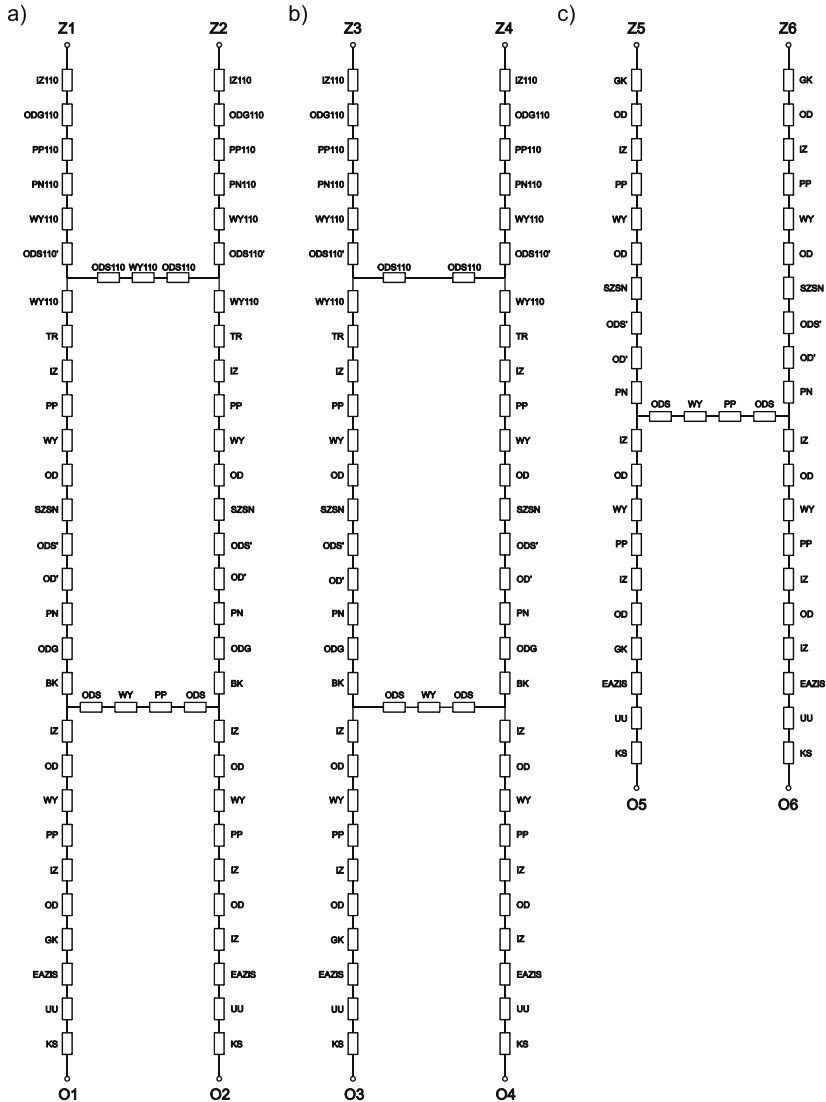 a)
Z1 Z2
IZ110 IZ110
ODG110 ODG110
PP110 PP110
PN110 PN110
WY110 WY110
ODS110' ODS110'
ODS110 WY110 ODS110
WY110 WY110
TR TR
IZ IZ
PP PP
WY WY
OD OD
SZSN SZSN
ODS' ODS'
OD' OD'
PN PN
ODG ODG
BK BK
ODS WY PP ODS
IZ IZ
OD OD
WY WY
PP PP
IZ IZ
OD OD
GK IZ
EAZIS EAZIS
UU UU
KS KS
O1 O2
b)
Z3 Z4
IZ110 IZ110
ODG110 ODG110
PP110 PP110
PN110 PN110
WY110 WY110
ODS110' ODS110'
ODS110 ODS110
WY110 WY110
TR TR
IZ IZ
PP PP
WY WY
OD OD
SZSN SZSN
ODS' ODS'
OD' OD'
PN PN
ODG ODG
BK BK
ODS WY ODS
IZ IZ
OD OD
WY WY
PP PP
IZ IZ
OD OD
GK IZ
EAZIS EAZIS
UU UU
KS KS
O3 O4
c)
Z5 Z6
GK GK
OD OD
IZ IZ
PP PP
WY WY
OD OD
SZSN SZSN
ODS' ODS'
OD' OD'
PN PN
ODS WY PP ODS
IZ IZ
OD OD
WY WY
PP PP
IZ IZ
OD OD
GK IZ
EAZIS EAZIS
UU UU
KS KS
O5 O6